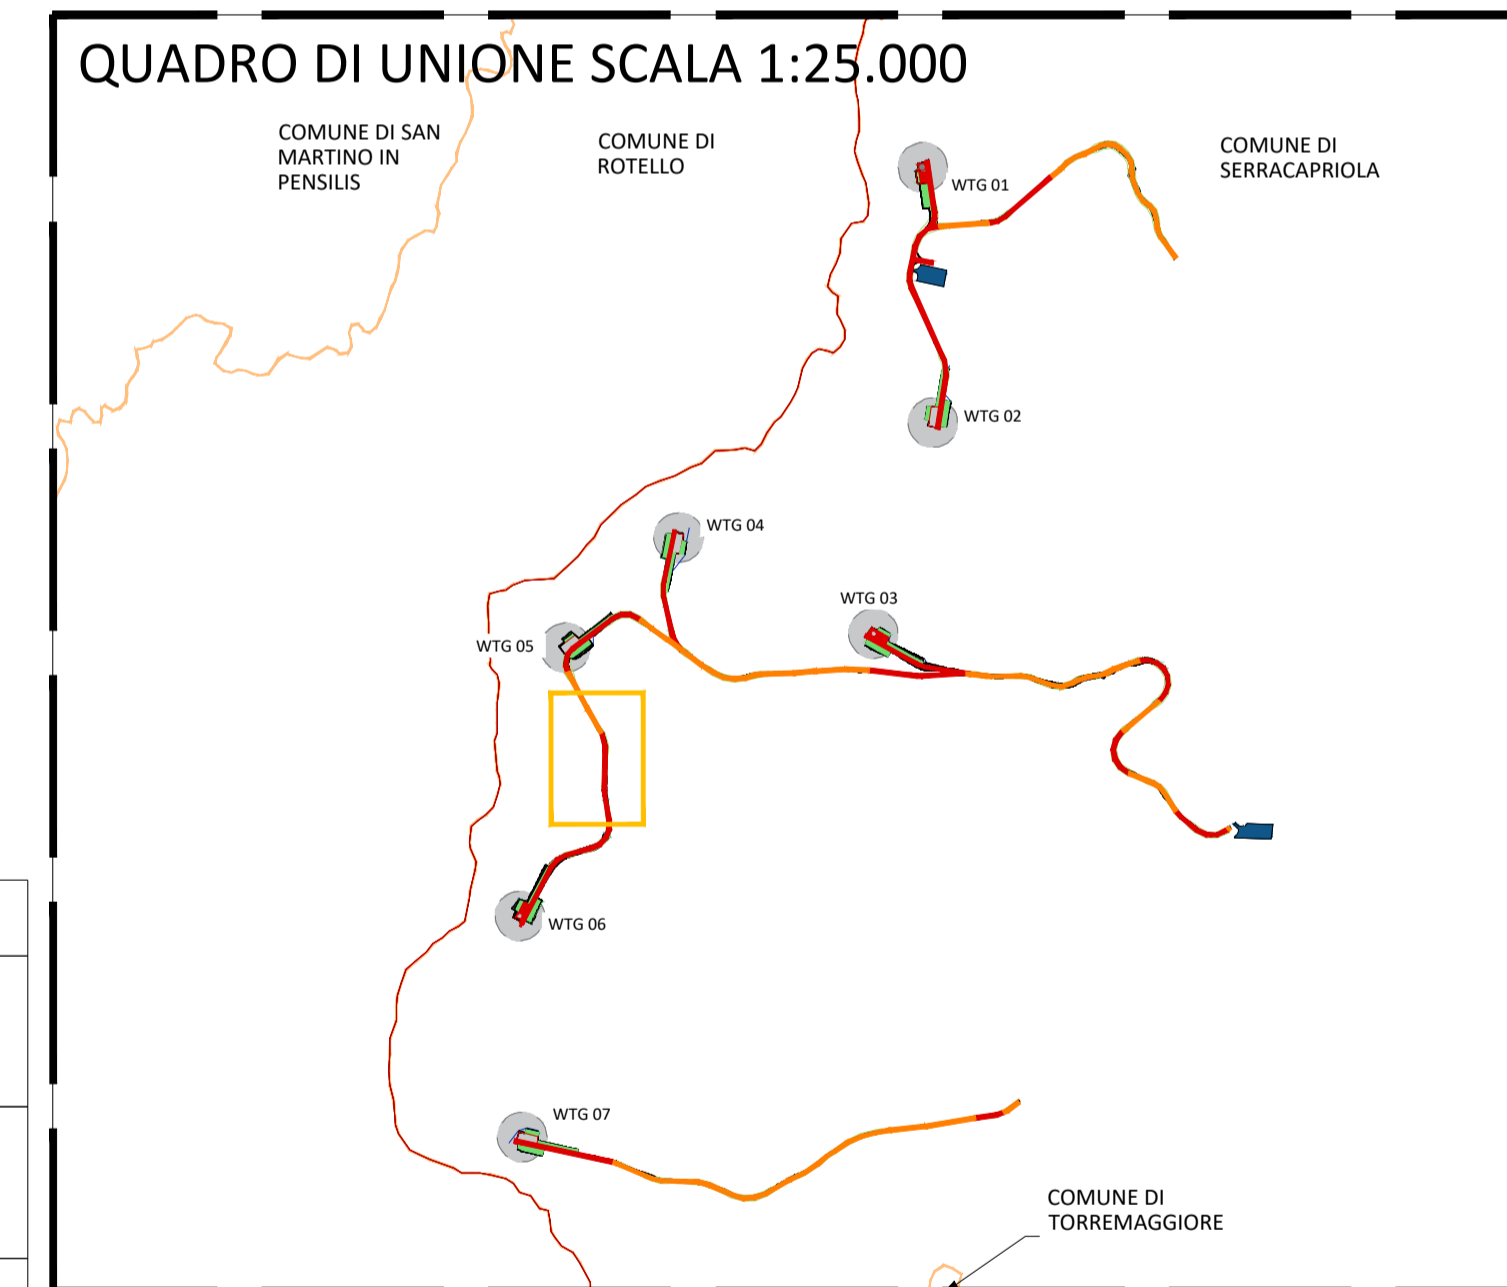 QUADRO DI UNIONE SCALA 1:25.000
COMUNE DI SAN
MARTINO IN
PENSILIS
COMUNE DI
ROTELLO
COMUNE DI
SERRACAPRIOLA
WTG 01
WTG 02
WTG 04
WTG 03
WTG 05
WTG 06
WTG 07
COMUNE DI
TORREMAGGIORE